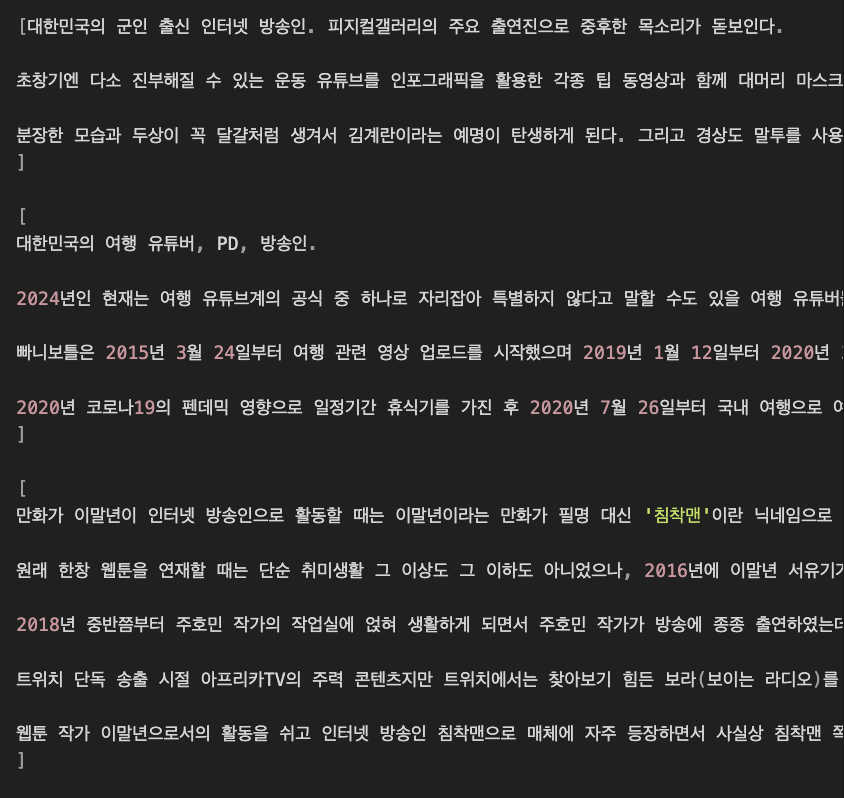 [대한민국의 군인 출신 인터넷 방송인. 피지컬갤러리의 주요 출연진으로 중후한 목소리가 돋보인다.
초창기엔 다소 진부해질 수 있는 운동 유튜브를 인포그래픽을 활용한 각종 팁 동영상과 함께 대머리 마스크
분장한 모습과 두상이 꼭 달걀처럼 생겨서 김계란이라는 예명이 탄생하게 된다. 그리고 경상도 말투를 사용
]
[
대한민국의 여행 유튜버, PD, 방송인.
2024년인 현재는 여행 유튜브계의 공식 중 하나로 자리잡아 특별하지 않다고 말할 수도 있을 여행 유튜버
빠니보틀은 2015년 3월 24일부터 여행 관련 영상 업로드를 시작했으며 2019년 1월 12일부터 2020년
2020년 코로나19의 펜데믹 영향으로 일정기간 휴식기를 가진 후 2020년 7월 26일부터 국내 여행으로
]
[
만화가 이말년이 인터넷 방송인으로 활동할 때는 이말년이라는 만화가 필명 대신 '침착맨'이란 닉네임으로
원래 한창 웹툰을 연재할 때는 단순 취미생활 그 이상도 그 이하도 아니었으나, 2016년에 이말년 서유기
2018년 중반쯤부터 주호민 작가의 작업실에 얹혀 생활하게 되면서 주호민 작가가 방송에 종종 출연하였는데
트위치 단독 송출 시절 아프리카TV의 주력 콘텐츠지만 트위치에서는 찾아보기 힘든 보라(보이는 라디오)를
웹툰 작가 이말년으로서의 활동을 쉬고 인터넷 방송인 침착맨으로 매체에 자주 등장하면서 사실상 침착맨
]